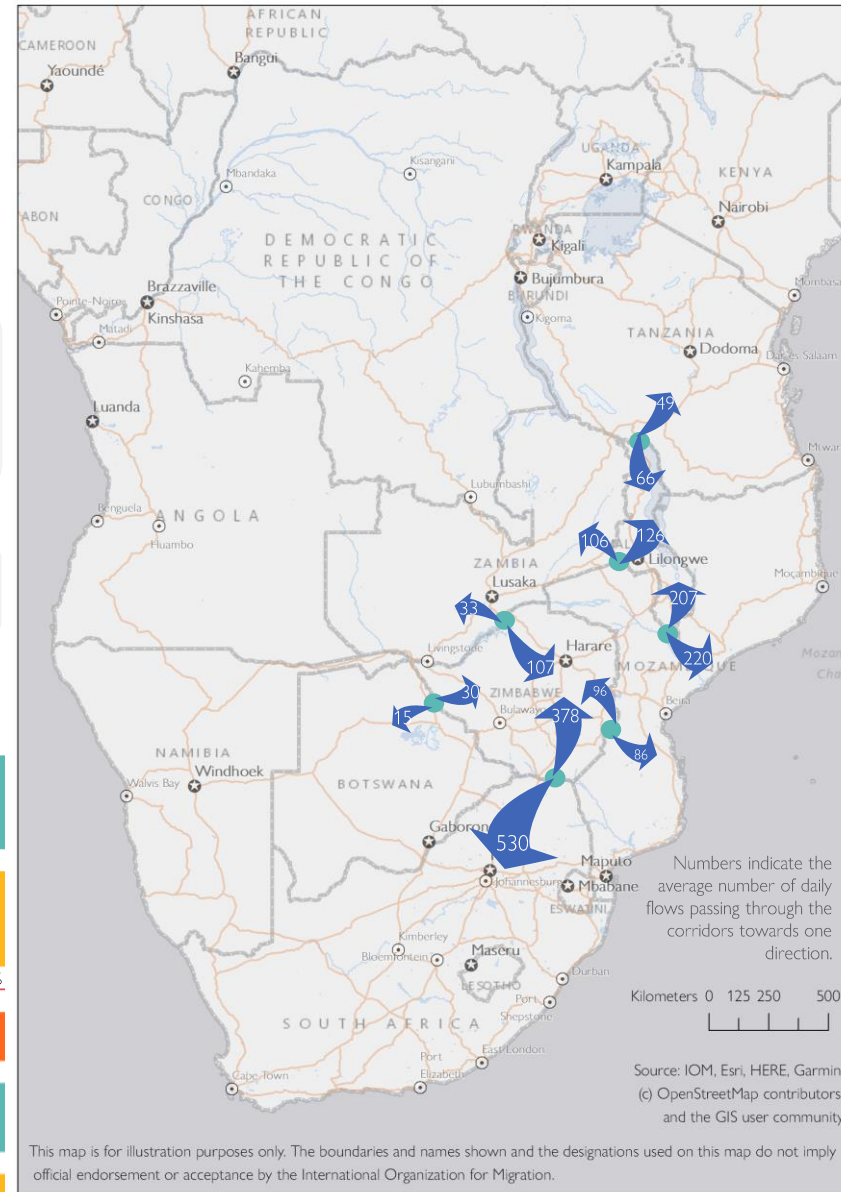 AFRICAN
REPUBLIC
CAMEROON
Bangui
Yaoundé
Kisangani
Mbandaka
UGANDA
Kampala
KENYA
CONGO
ABON
Nairobi
DEMOCRATIC
REPUBLIC OF
THE CONGO
RWANDA
Kigali
Bujumbura
BURUNDI
Brazzaville
Kinshasa
Pointe-Noire
Matadi
Kigoma
Mombasa
TANZANIA
Dodoma
Dar es Salaam
Kahemba
Luanda
49
66
Mtwar
Lubumbashi
Benguela
ANGOLA
Huambo
106
126
ZAMBIA
Lilongwe
Lusaka
Moçambique
33
207
107
220
Livingstone
Harare
MOZAMBIQUE
Mozam
Cha
30
15
ZIMBABWE
96
Bulawayo
378
Beira
86
NAMIBIA
Windhoek
Walvis Bay
BOTSWANA
Gaboron
530
Johannesburg
Maputo
Mbabane
ESWATINI
Numbers indicate the
average number of daily
flows passing through the
corridors towards one
direction.
Kimberley
Bloemfontein
Maseru
LESOTHO
Durban
Port
Shepstone
SOUTH AFRICA
East London
Port
Elizabeth
Cape Town
Kilometers 0 125 250 500
Source: IOM, Esri, HERE, Garmin
(c) OpenStreetMap contributors
and the GIS user community
This map is for illustration purposes only. The boundaries and names shown and the designations used on this map do not imply
official endorsement or acceptance by the International Organization for Migration.